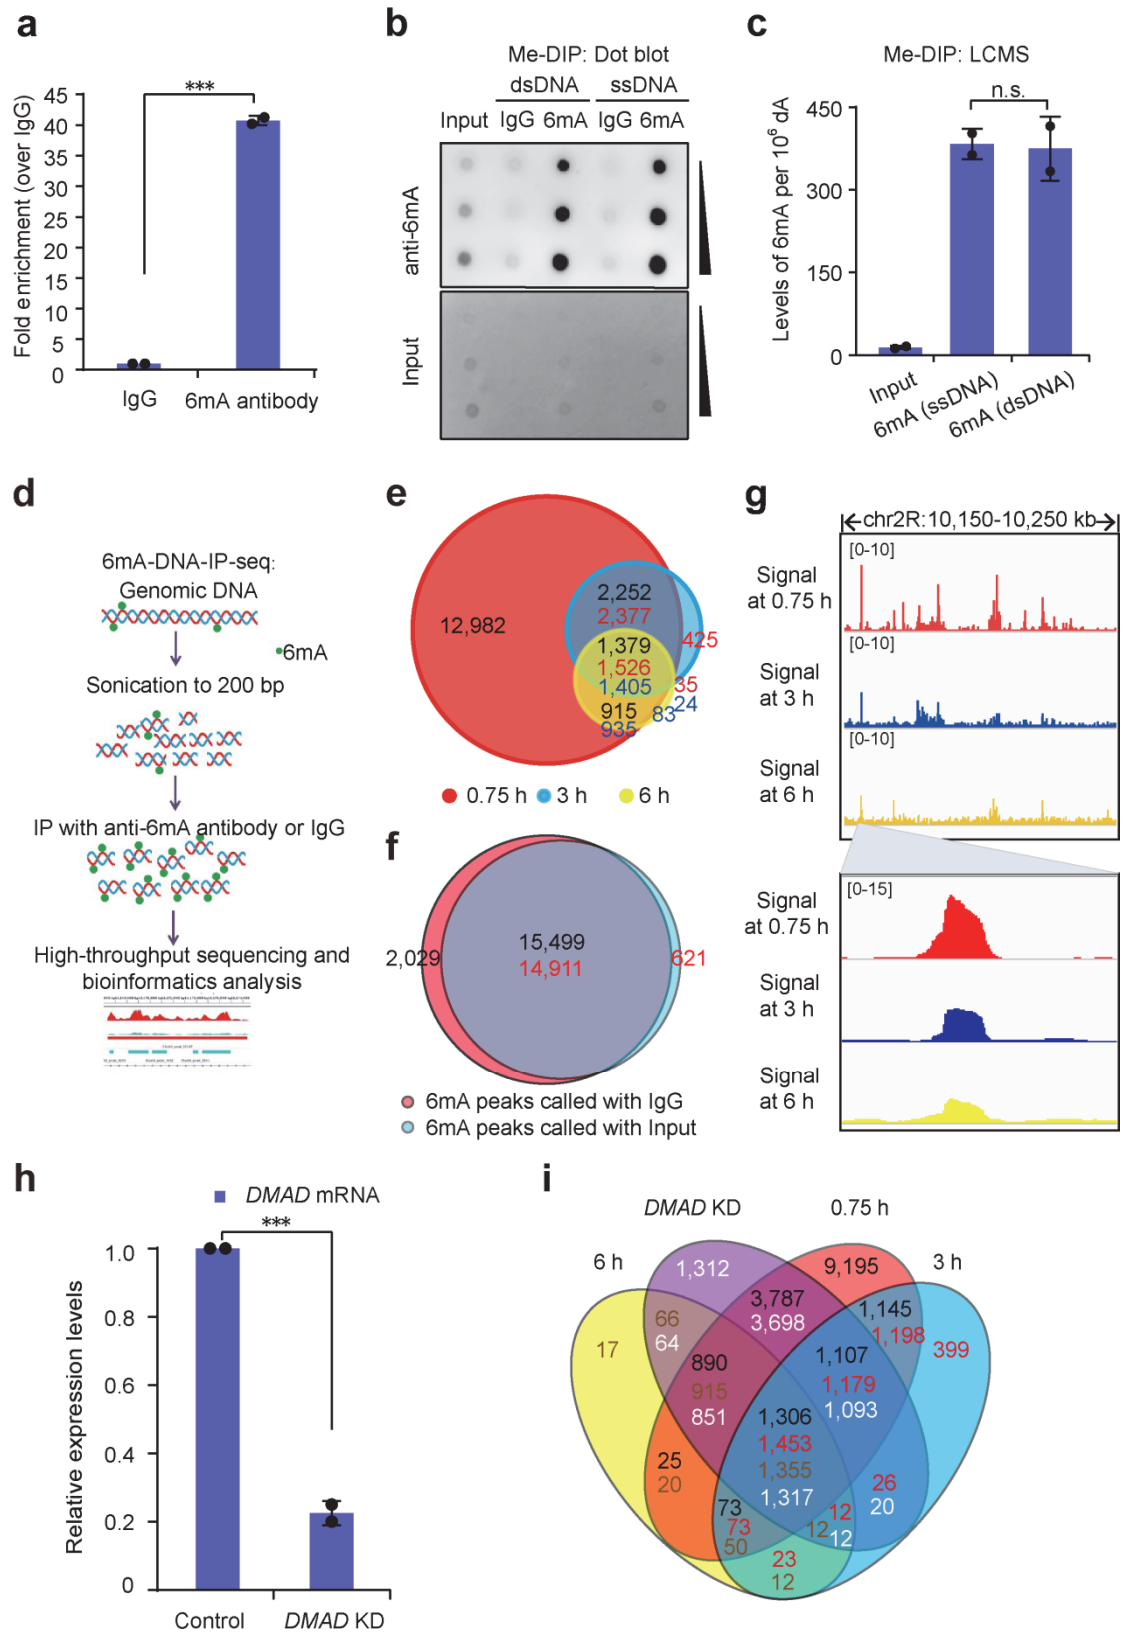 a
***
Fold enrichment (over IgG)
45
40
35
30
25
20
15
10
5
0
IgG
6mA antibody
b
Me-DIP: Dot blot
dsDNA ssDNA
Input IgG 6mA IgG 6mA
anti-6mA
Input
c
Me-DIP: LCMS
n.s.
Levels of 6mA per 10⁶ dA
450
300
150
0
Input
6mA (ssDNA)
6mA (dsDNA)
d
6mA-DNA-IP-seq:
Genomic DNA
6mA
Sonication to 200 bp
IP with anti-6mA antibody or IgG
High-throughput sequencing and
bioinformatics analysis
e
12,982
2,252
2,377
425
1,379
1,526
1,405
35
24
83
915
935
0.75 h
3 h
6 h
f
2,029
15,499
14,911
621
6mA peaks called with IgG
6mA peaks called with Input
g
chr2R:10,150-10,250 kb
[0-10]
Signal
at 0.75 h
[0-10]
Signal
at 3 h
[0-10]
Signal
at 6 h
[0-15]
Signal
at 0.75 h
Signal
at 3 h
Signal
at 6 h
h
DMAD mRNA
***
Relative expression levels
1.0
0.8
0.6
0.4
0.2
0
Control
DMAD KD
i
DMAD KD
0.75 h
6 h
3 h
1,312
9,195
3,787
3,698
1,145
1,198
66
64
17
399
890
915
851
1,107
1,179
1,093
1,306
1,453
1,355
1,317
25
20
26
20
73
73
50
12
12
12
23
12